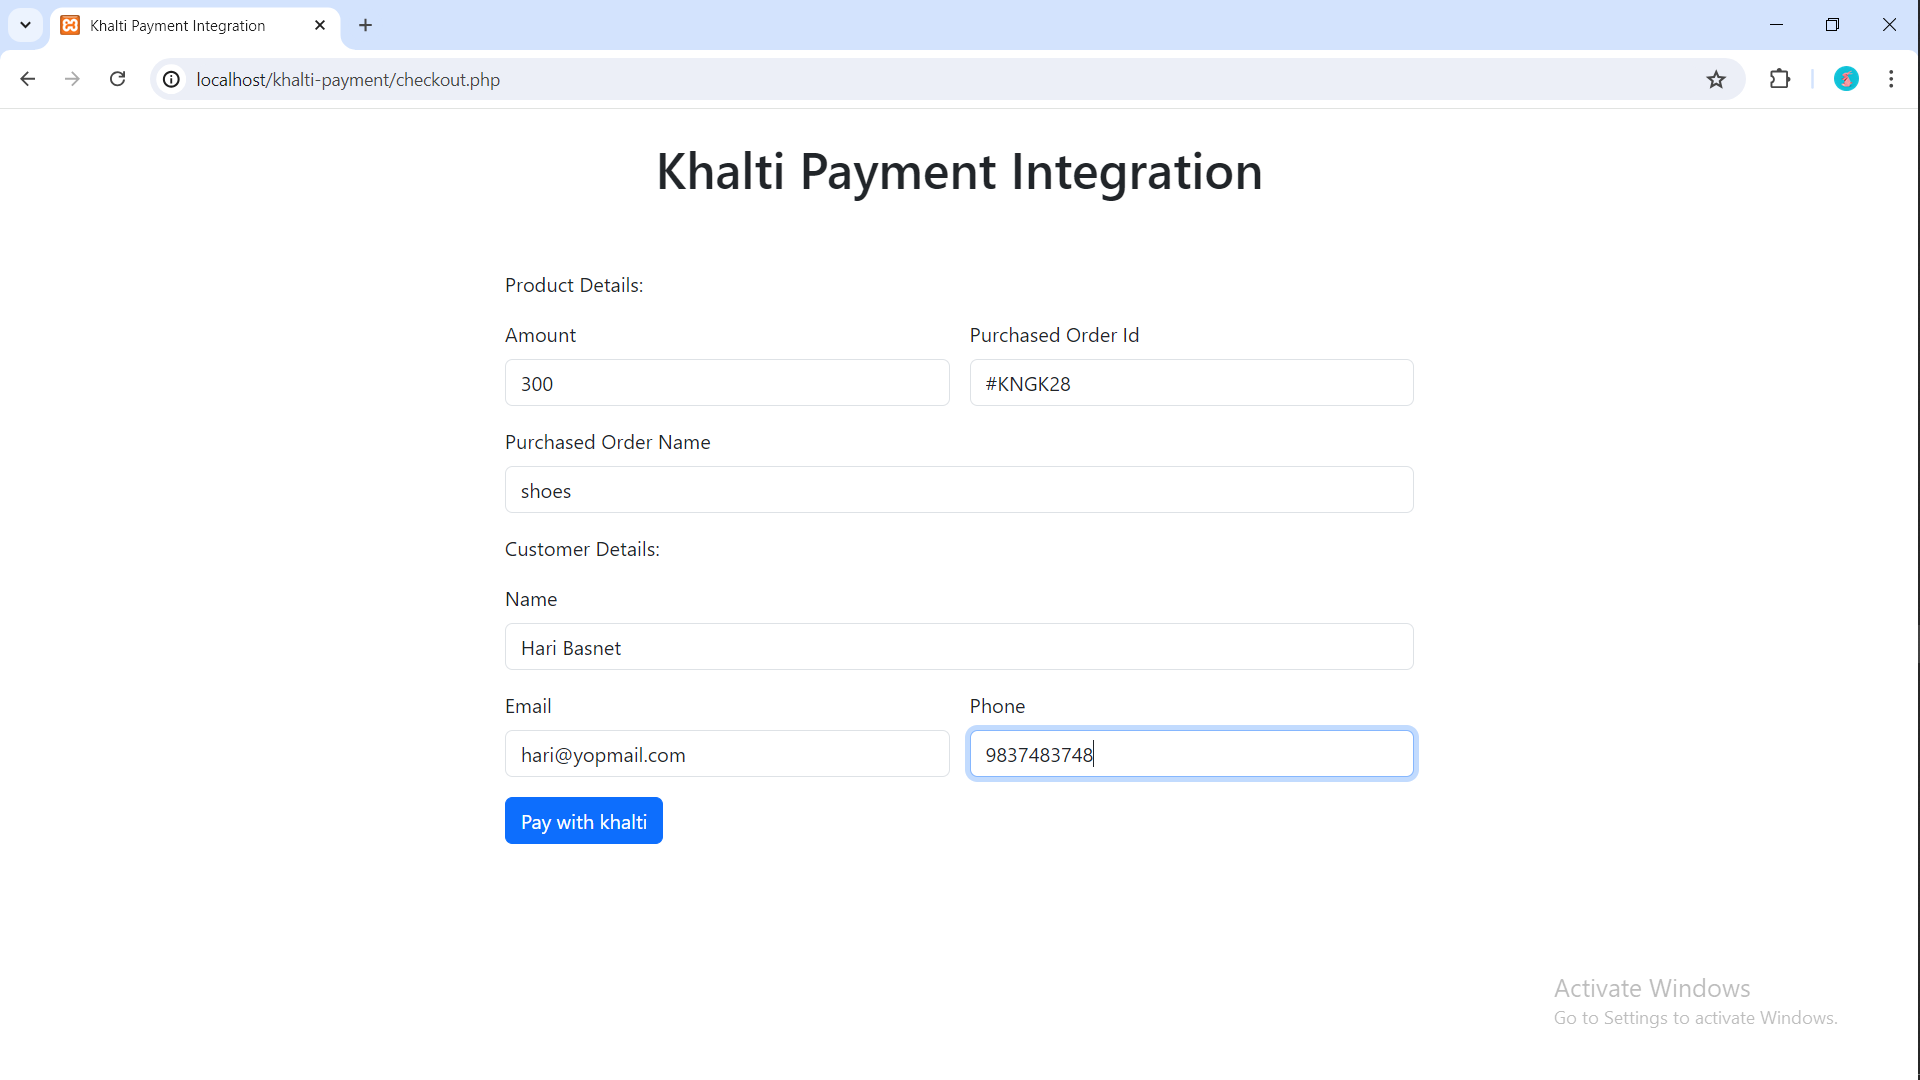 Khalti Payment Integration
localhost/khalti-payment/checkout.php
Khalti Payment Integration
Product Details:
Amount
Purchased Order Id
300
#KNGK28
Purchased Order Name
shoes
Customer Details:
Name
Hari Basnet
Email
Phone
hari@yopmail.com
9837483748
Pay with khalti
Activate Windows
Go to Settings to activate Windows.